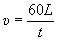 υ = 60L / t